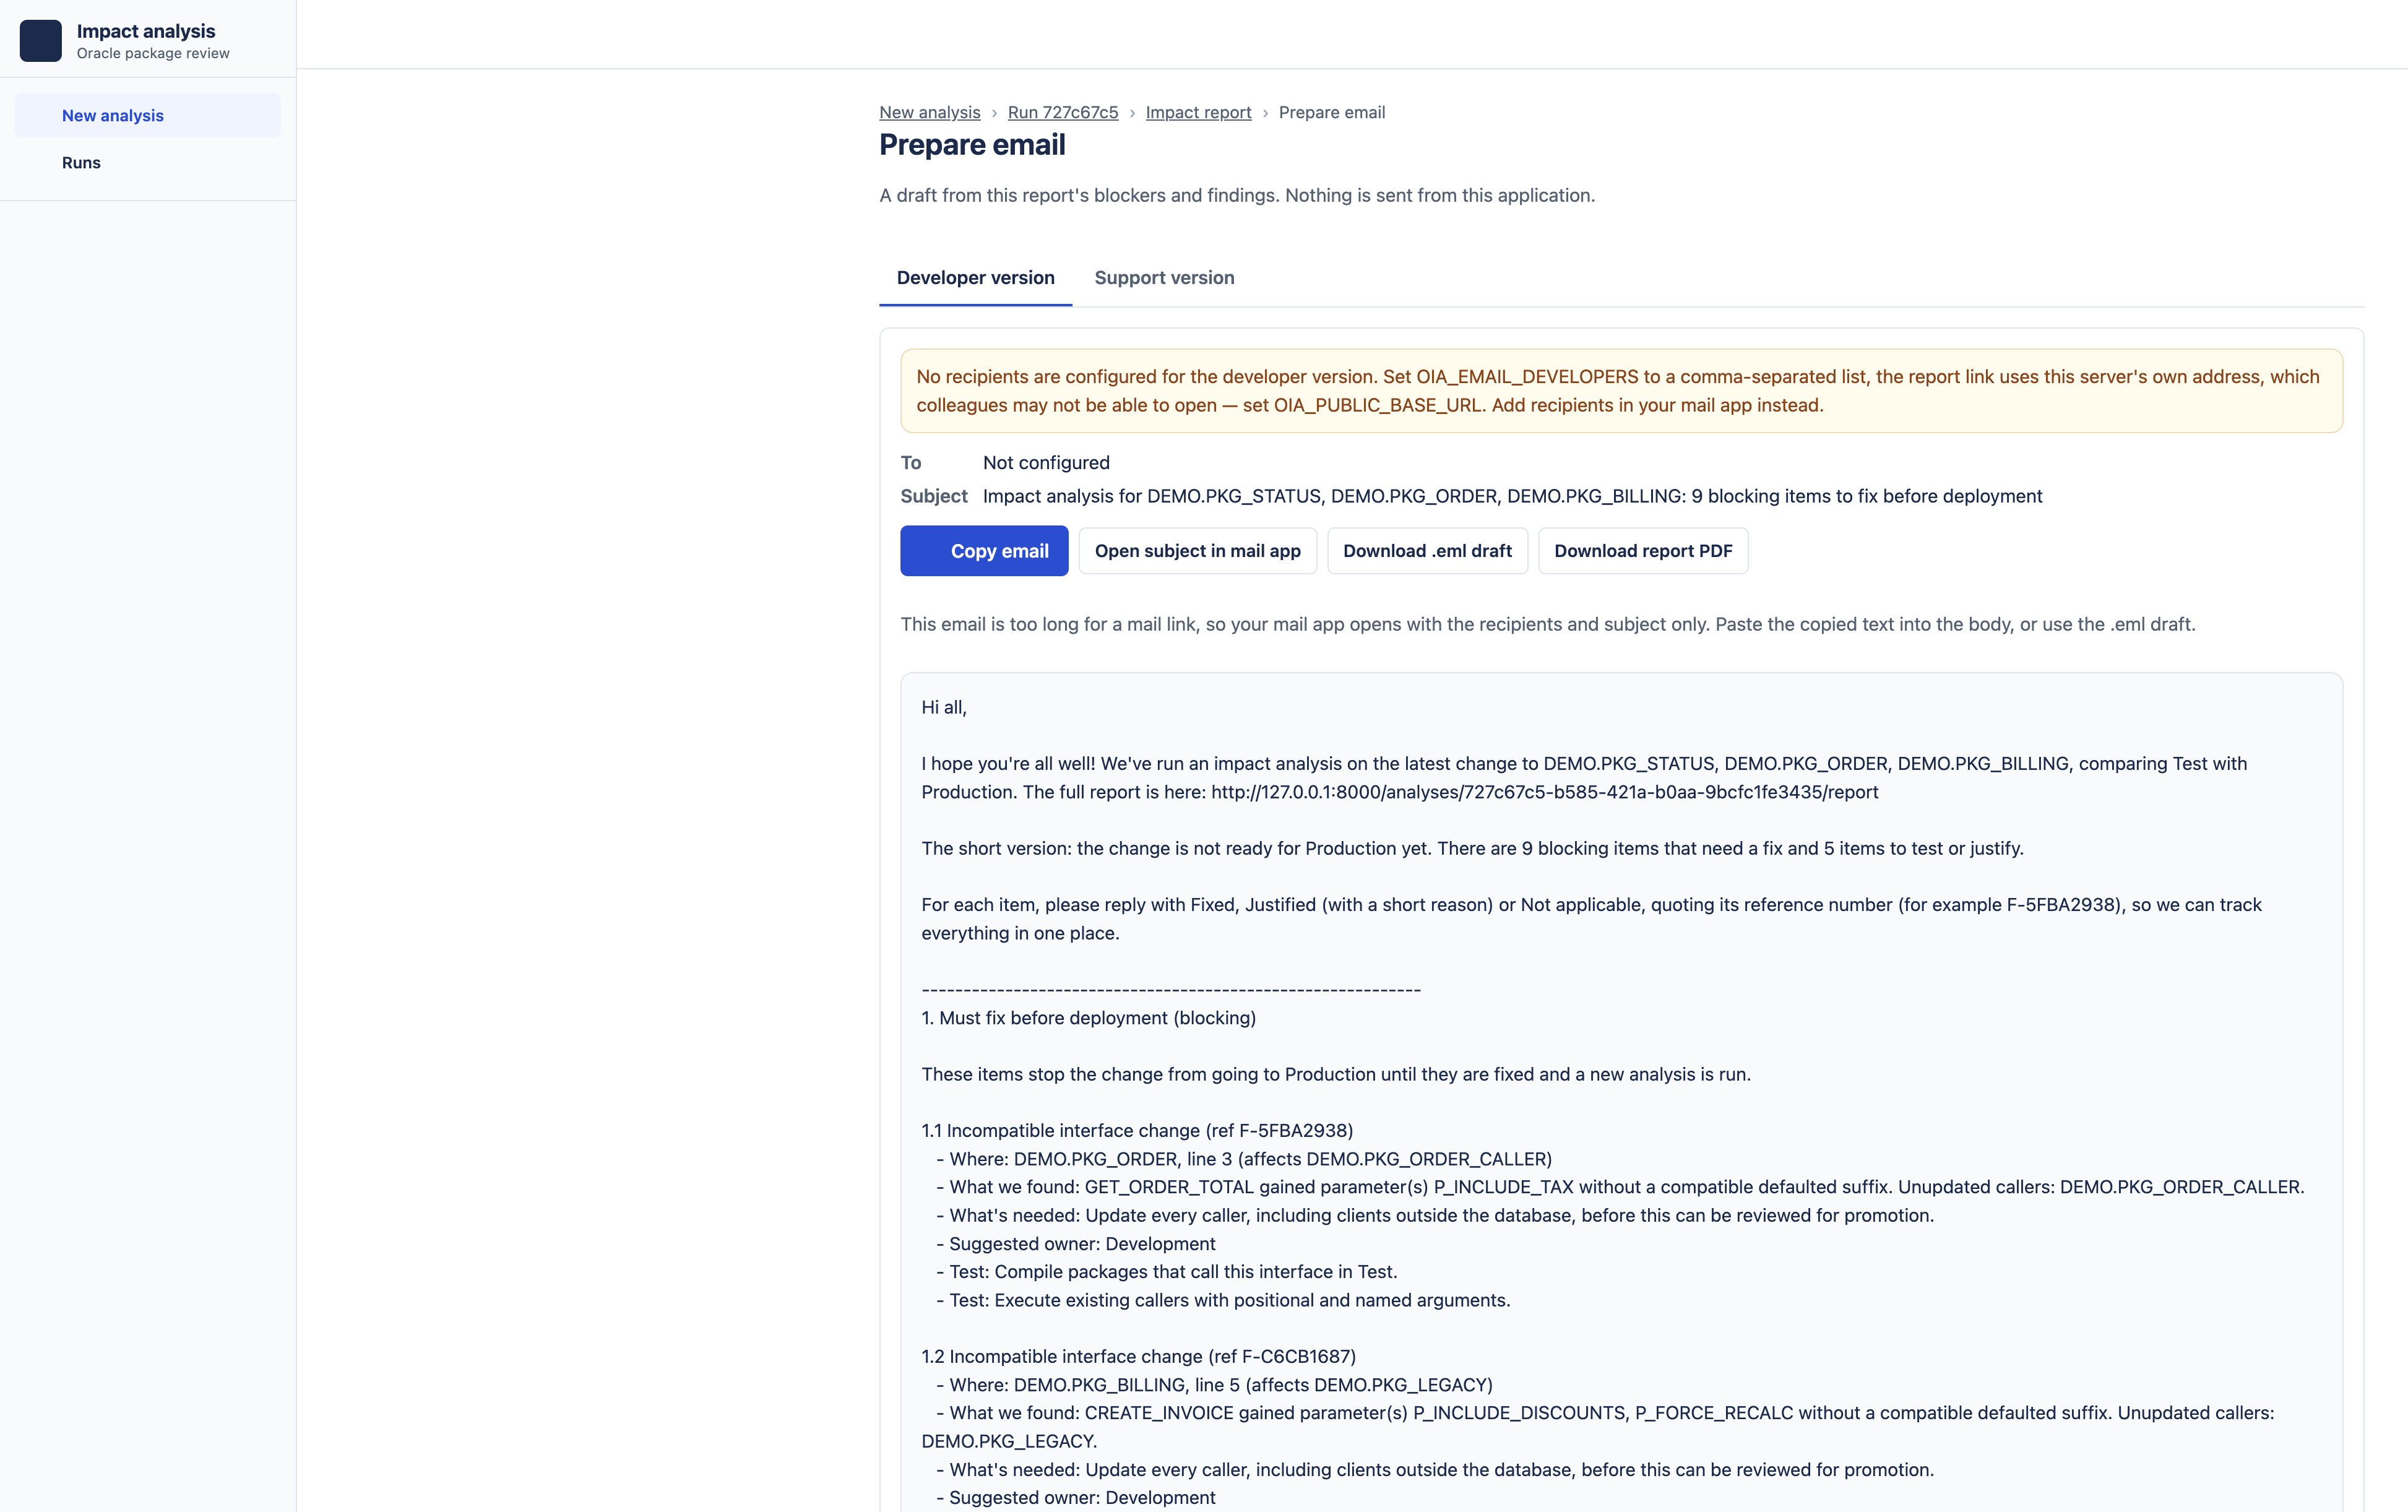 Impact analysis
Oracle package review
New analysis
Runs
New analysis › Run 727c67c5 › Impact report › Prepare email
Prepare email
A draft from this report's blockers and findings. Nothing is sent from this application.
Developer version
Support version
No recipients are configured for the developer version. Set OIA_EMAIL_DEVELOPERS to a comma-separated list, the report link uses this server's own address, which
colleagues may not be able to open — set OIA_PUBLIC_BASE_URL. Add recipients in your mail app instead.
To Not configured
Subject Impact analysis for DEMO.PKG_STATUS, DEMO.PKG_ORDER, DEMO.PKG_BILLING: 9 blocking items to fix before deployment
Copy email
Open subject in mail app
Download .eml draft
Download report PDF
This email is too long for a mail link, so your mail app opens with the recipients and subject only. Paste the copied text into the body, or use the .eml draft.
Hi all,
I hope you're all well! We've run an impact analysis on the latest change to DEMO.PKG_STATUS, DEMO.PKG_ORDER, DEMO.PKG_BILLING, comparing Test with
Production. The full report is here: http://127.0.0.1:8000/analyses/727c67c5-b585-421a-b0aa-9bcfc1fe3435/report
The short version: the change is not ready for Production yet. There are 9 blocking items that need a fix and 5 items to test or justify.
For each item, please reply with Fixed, Justified (with a short reason) or Not applicable, quoting its reference number (for example F-5FBA2938), so we can track
everything in one place.
------------------------------------------------------------
1. Must fix before deployment (blocking)
These items stop the change from going to Production until they are fixed and a new analysis is run.
1.1 Incompatible interface change (ref F-5FBA2938)
- Where: DEMO.PKG_ORDER, line 3 (affects DEMO.PKG_ORDER_CALLER)
- What we found: GET_ORDER_TOTAL gained parameter(s) P_INCLUDE_TAX without a compatible defaulted suffix. Unupdated callers: DEMO.PKG_ORDER_CALLER.
- What's needed: Update every caller, including clients outside the database, before this can be reviewed for promotion.
- Suggested owner: Development
- Test: Compile packages that call this interface in Test.
- Test: Execute existing callers with positional and named arguments.
1.2 Incompatible interface change (ref F-C6CB1687)
- Where: DEMO.PKG_BILLING, line 5 (affects DEMO.PKG_LEGACY)
- What we found: CREATE_INVOICE gained parameter(s) P_INCLUDE_DISCOUNTS, P_FORCE_RECALC without a compatible defaulted suffix. Unupdated callers:
DEMO.PKG_LEGACY.
- What's needed: Update every caller, including clients outside the database, before this can be reviewed for promotion.
- Suggested owner: Development